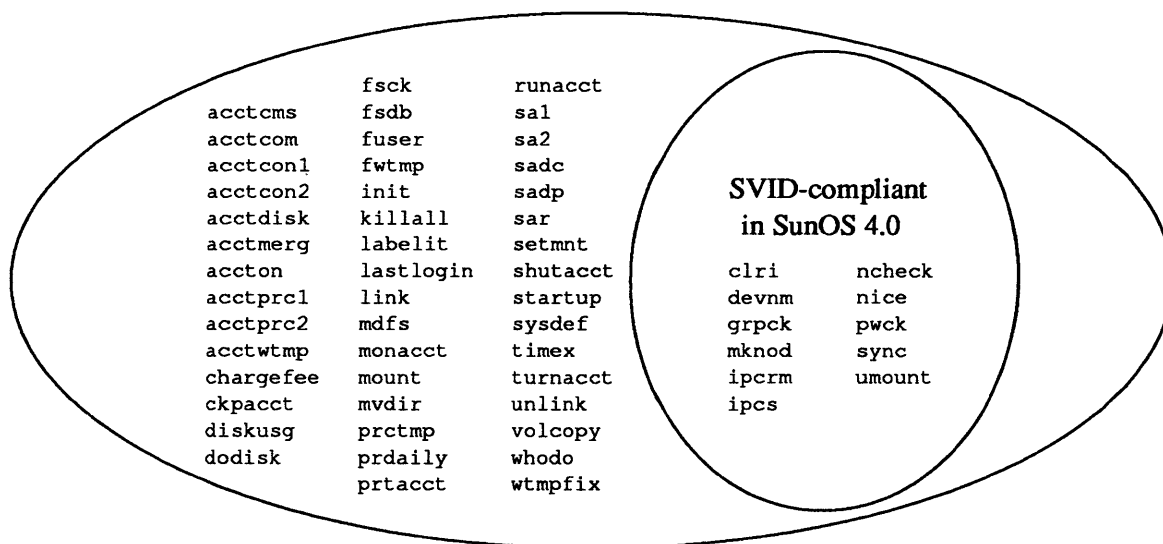 fsck runacct
acctcms fsdb sa1
acctcom fuser sa2
acctcon1 fwtmp sadc
acctcon2 init sadp
acctdisk killall sar
acctmerg labelit setmnt
accton lastlogin shutacct
acctprc1 link startup
acctprc2 mdfs sysdef
acctwtmp monacct timex
chargefee mount turnacct
ckpacct mvdir unlink
diskusg prctmp volcopy
dodisk prdaily whodo
prtacct wtmpfix
SVID-compliant
in SunOS 4.0
clri ncheck
devnm nice
grpck pwck
mknod sync
ipcrm umount
ipcs